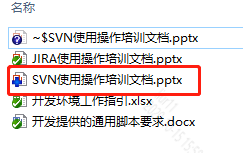 名称
~$SVN使用操作培训文档.pptx
JIRA使用操作培训文档.pptx
SVN使用操作培训文档.pptx
开发环境工作指引.xlsx
开发提供的通用脚本要求.docx